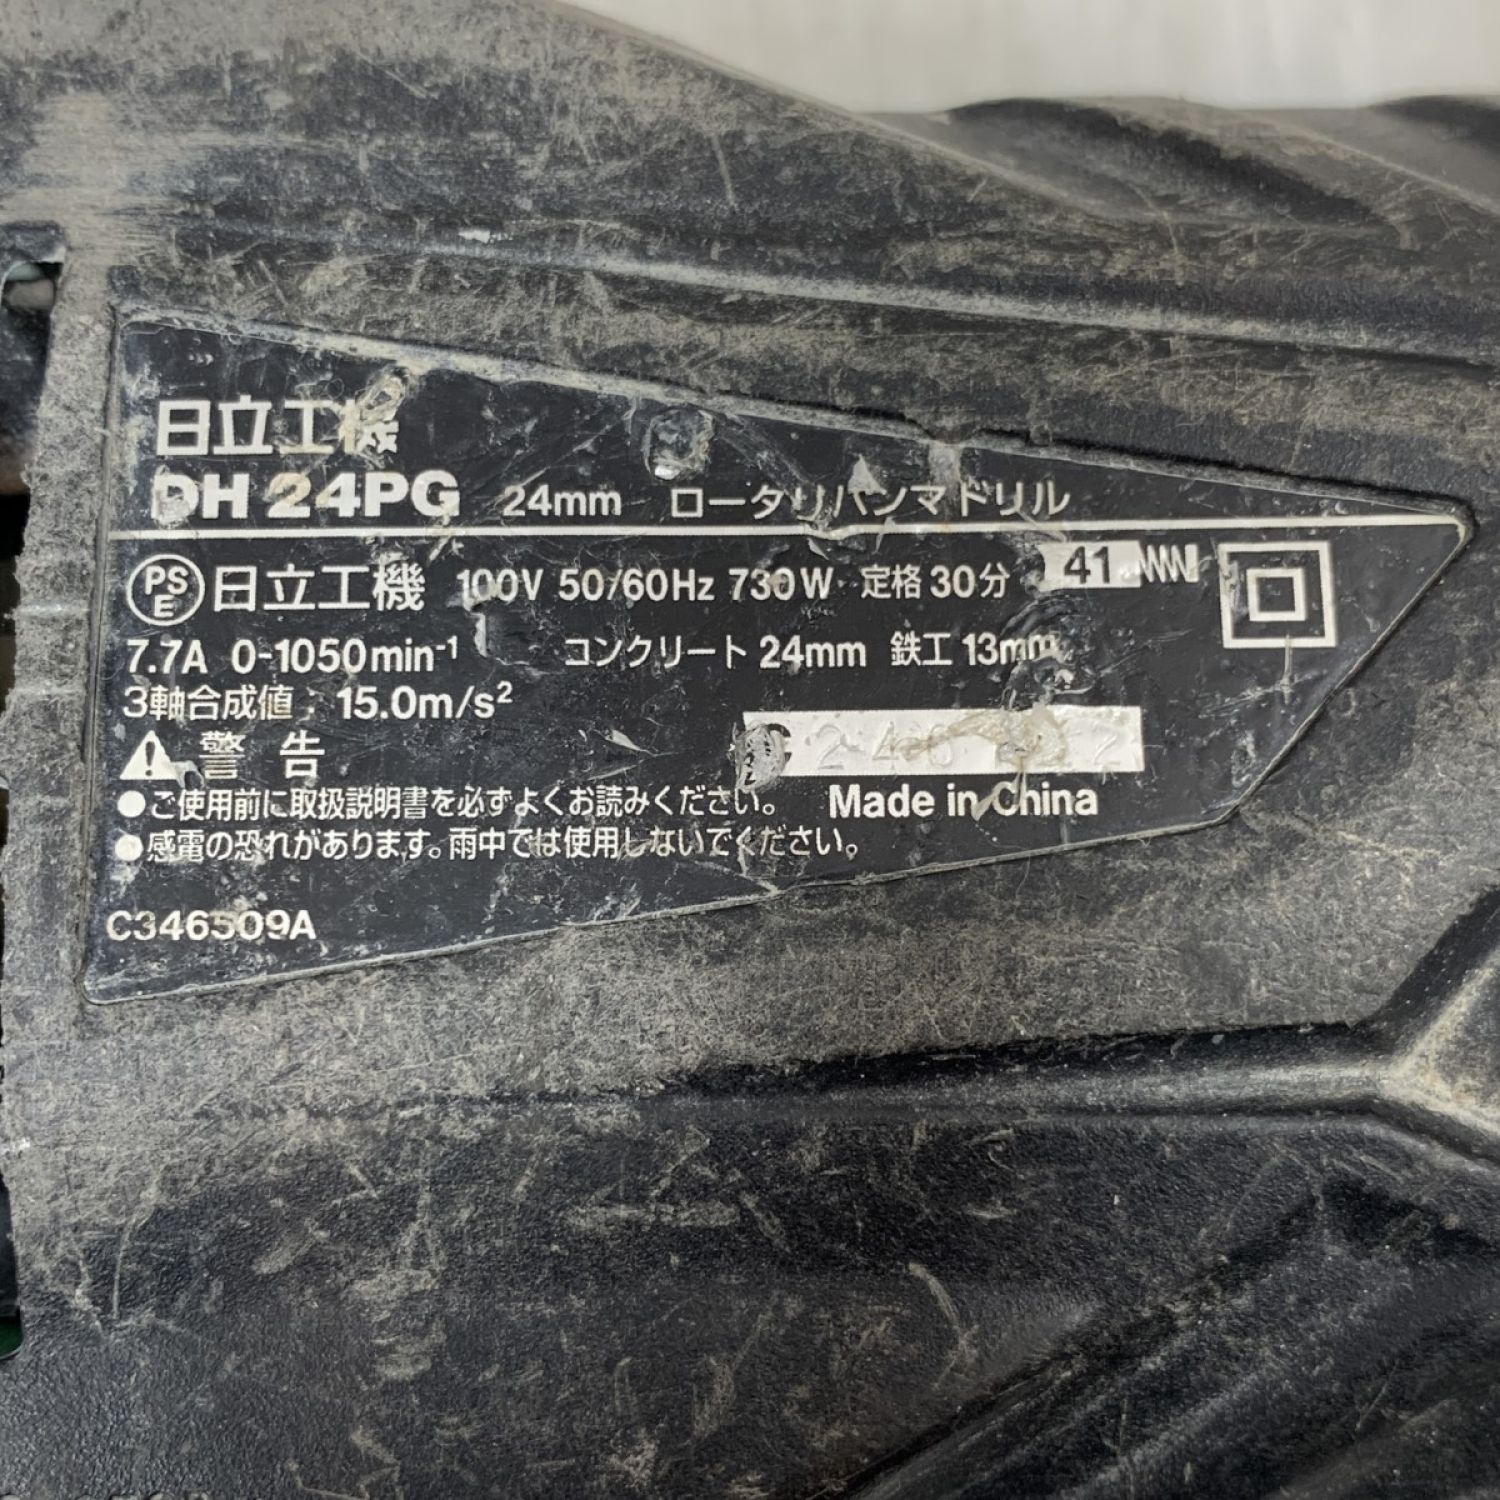 日立工機
DH 24PG 24mm ロータリハンマドリル
PSE 日立工機 100V 50/60Hz 730W 定格 30分 41
7.7A 0-1050min⁻¹ コンクリート 24mm 鉄工 13mm
3軸合成値: 15.0m/s²
警 告
●ご使用前に取扱説明書を必ずよくお読みください。 Made in China
●感電の恐れがあります。雨中では使用しないでください。
C346509A